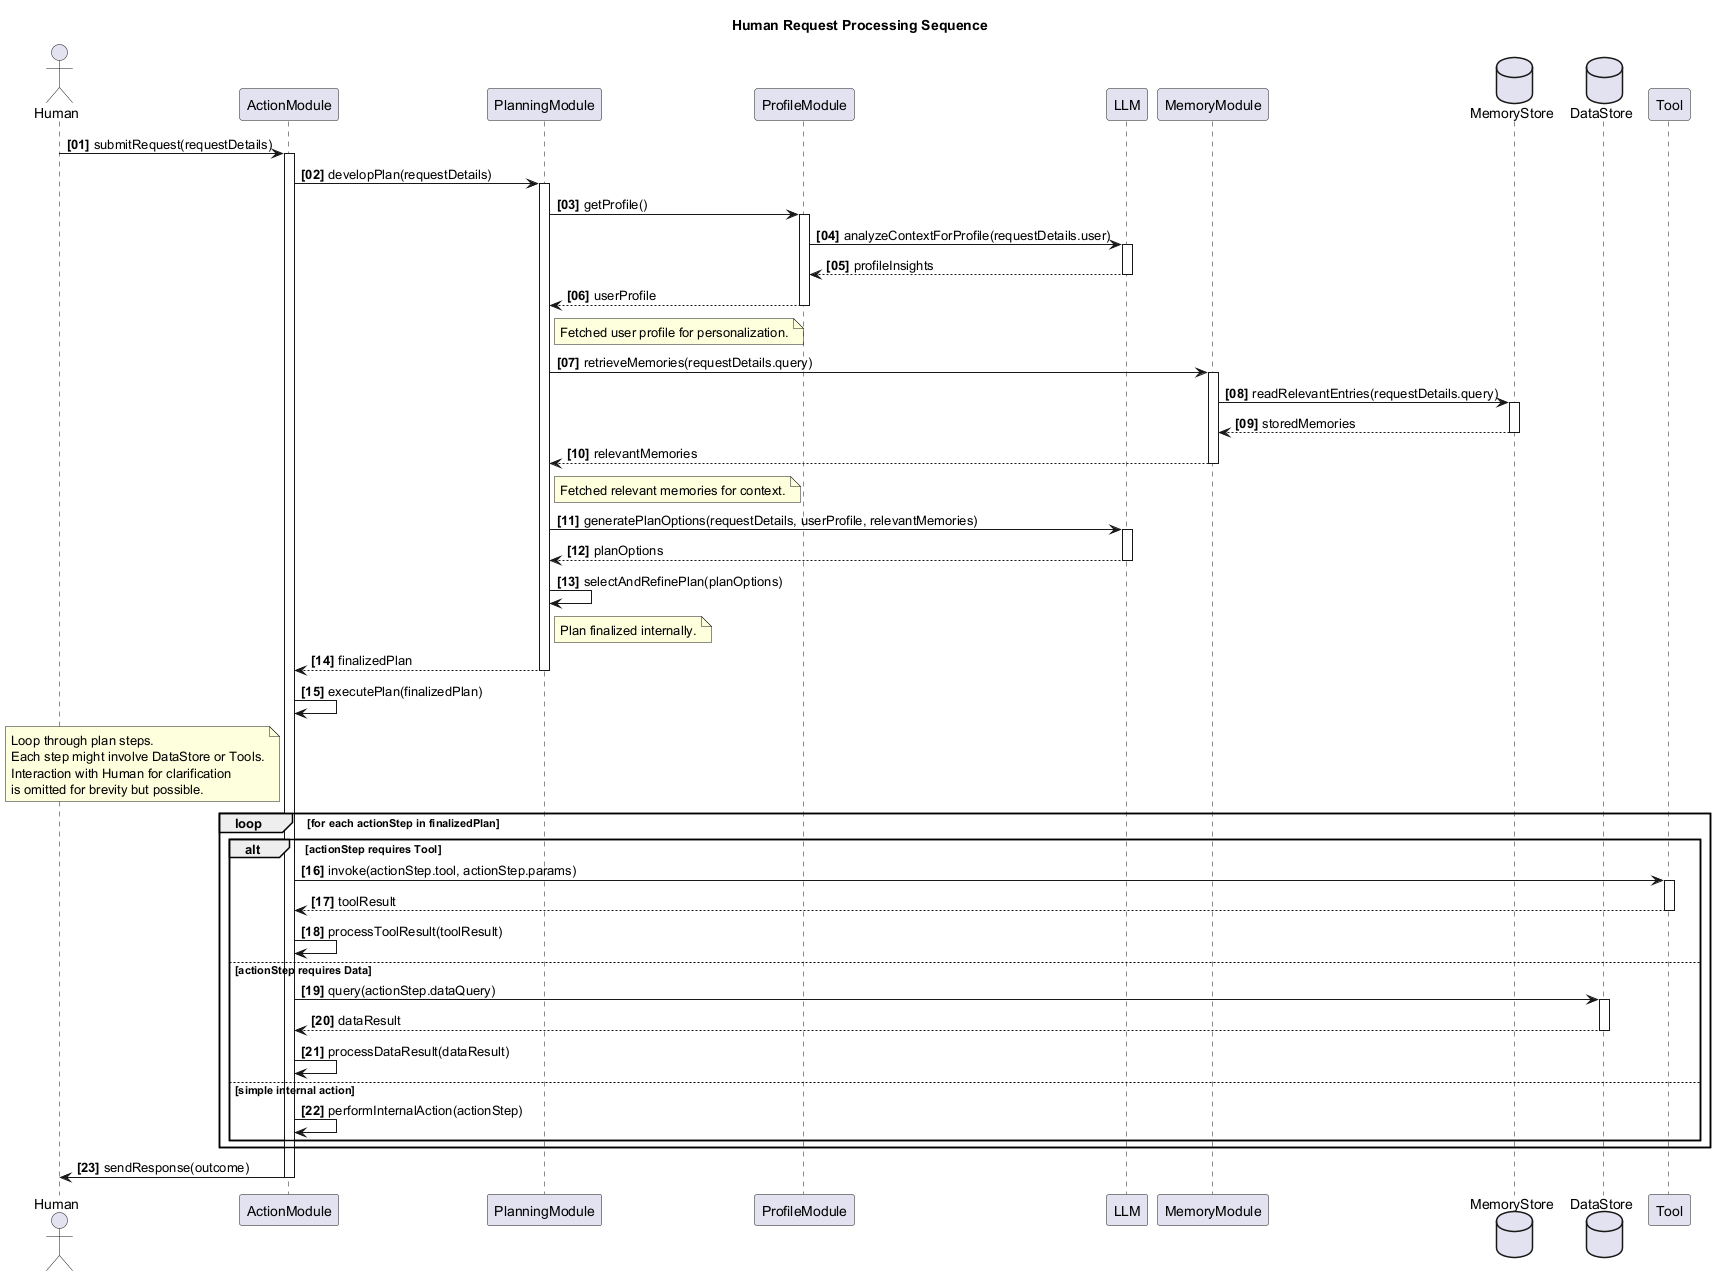 Human Request Processing Sequence
Human
ActionModule
PlanningModule
ProfileModule
LLM
MemoryModule
MemoryStore
DataStore
Tool
[01] submitRequest(requestDetails)
[02] developPlan(requestDetails)
[03] getProfile()
[04] analyzeContextForProfile(requestDetails.user)
[05] profileInsights
[06] userProfile
Fetched user profile for personalization.
[07] retrieveMemories(requestDetails.query)
[08] readRelevantEntries(requestDetails.query)
[09] storedMemories
[10] relevantMemories
Fetched relevant memories for context.
[11] generatePlanOptions(requestDetails, userProfile, relevantMemories)
[12] planOptions
[13] selectAndRefinePlan(planOptions)
Plan finalized internally.
[14] finalizedPlan
[15] executePlan(finalizedPlan)
Loop through plan steps.
Each step might involve DataStore or Tools.
Interaction with Human for clarification
is omitted for brevity but possible.
loop [for each actionStep in finalizedPlan]
alt [actionStep requires Tool]
[16] invoke(actionStep.tool, actionStep.params)
[17] toolResult
[18] processToolResult(toolResult)
[actionStep requires Data]
[19] query(actionStep.dataQuery)
[20] dataResult
[21] processDataResult(dataResult)
[simple internal action]
[22] performInternalAction(actionStep)
[23] sendResponse(outcome)
Human
ActionModule
PlanningModule
ProfileModule
LLM
MemoryModule
MemoryStore
DataStore
Tool